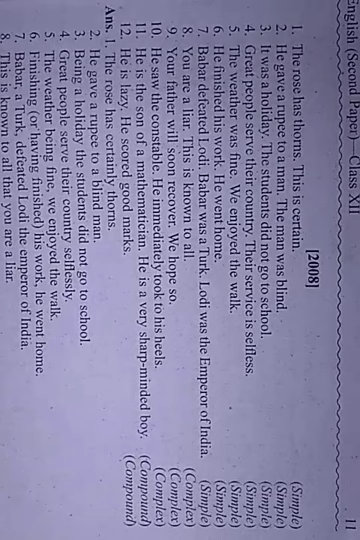 English (Second Paper)—Class XII 11
[2008]
1. The rose has thorns. This is certain. (Simple)
2. He gave a rupee to a man. The man was blind. (Simple)
3. It was a holiday. The students did not go to school. (Simple)
4. Great people serve their country. Their service is selfless. (Simple)
5. The weather was fine. We enjoyed the walk. (Simple)
6. He finished his work. He went home. (Simple)
7. Babar defeated Lodi. Babar was a Turk. Lodi was the Emperor of India. (Simple)
8. You are a liar. This is known to all. (Complex)
9. Your father will soon recover. We hope so. (Complex)
10. He saw the constable. He immediately took to his heels. (Complex)
11. He is the son of a mathematician. He is a very sharp-minded boy. (Compound)
12. He is lazy. He scored good marks. (Compound)
Ans. 1. The rose has certainly thorns.
2. He gave a rupee to a blind man.
3. Being a holiday the students did not go to school.
4. Great people serve their country selflessly.
5. The weather being fine, we enjoyed the walk.
6. Finishing (or having finished) his work, he went home.
7. Babar, a Turk, defeated Lodi the emperor of India.
8. This is known to all that you are a liar.